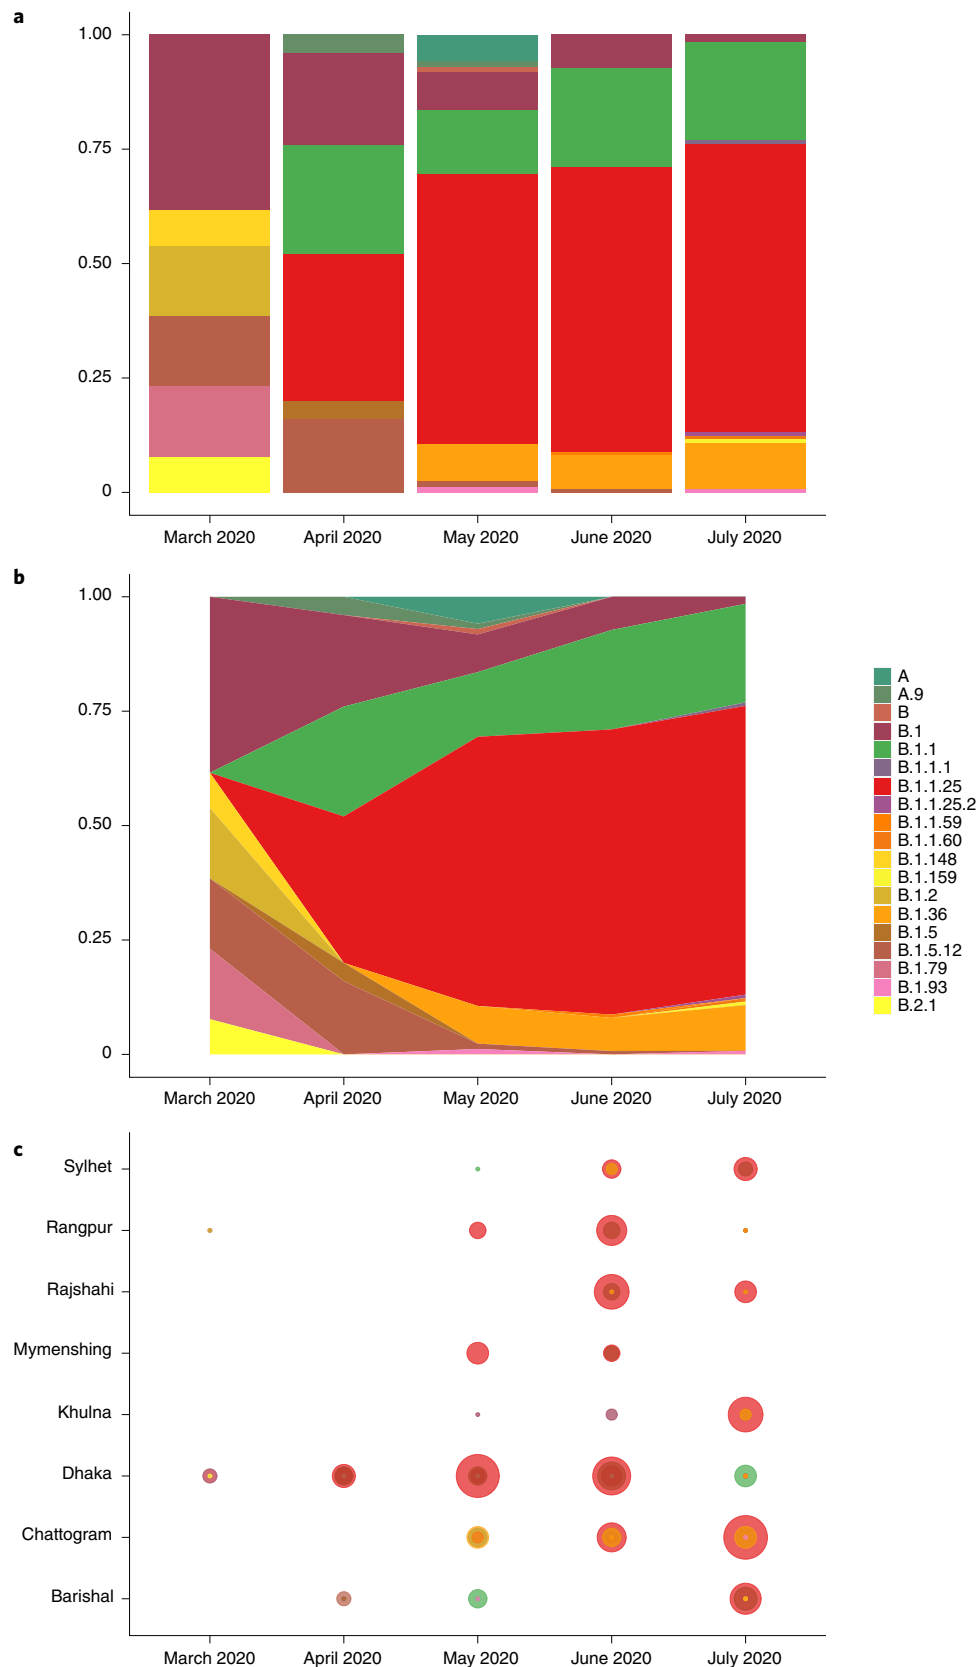 a
1.00
0.75
0.50
0.25
0
March 2020 April 2020 May 2020 June 2020 July 2020
b
1.00
0.75
0.50
0.25
0
March 2020 April 2020 May 2020 June 2020 July 2020
A
A.9
B
B.1
B.1.1
B.1.1.1
B.1.1.25
B.1.1.25.2
B.1.1.59
B.1.1.60
B.1.148
B.1.159
B.1.2
B.1.36
B.1.5
B.1.5.12
B.1.79
B.1.93
B.2.1
c
Sylhet
Rangpur
Rajshahi
Mymenshing
Khulna
Dhaka
Chattogram
Barishal
March 2020 April 2020 May 2020 June 2020 July 2020